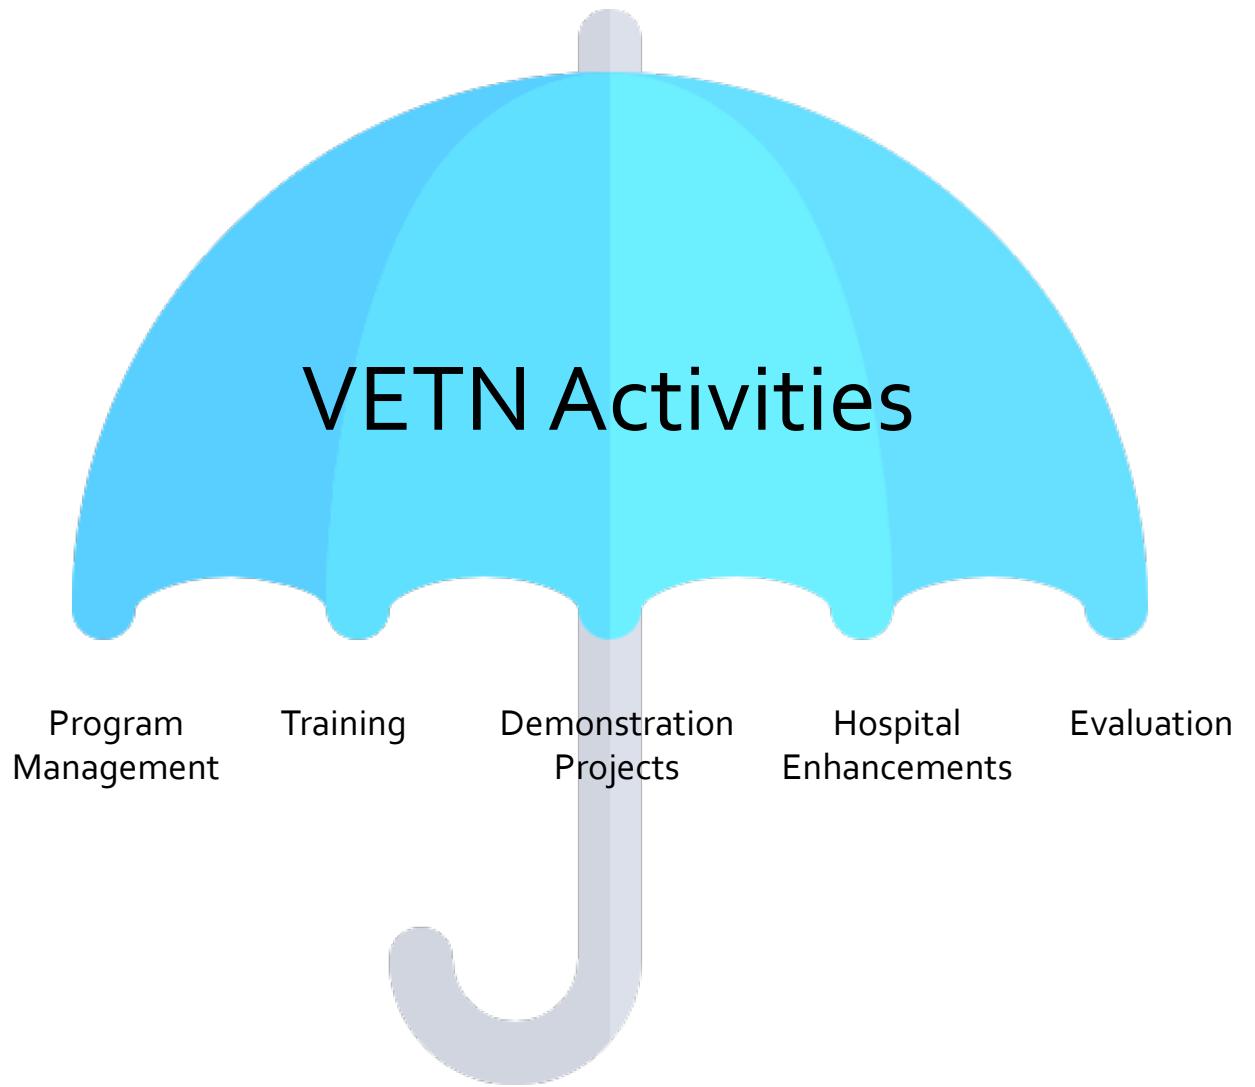 VETN Activities
Program
Management
Training
Demonstration
Projects
Hospital
Enhancements
Evaluation